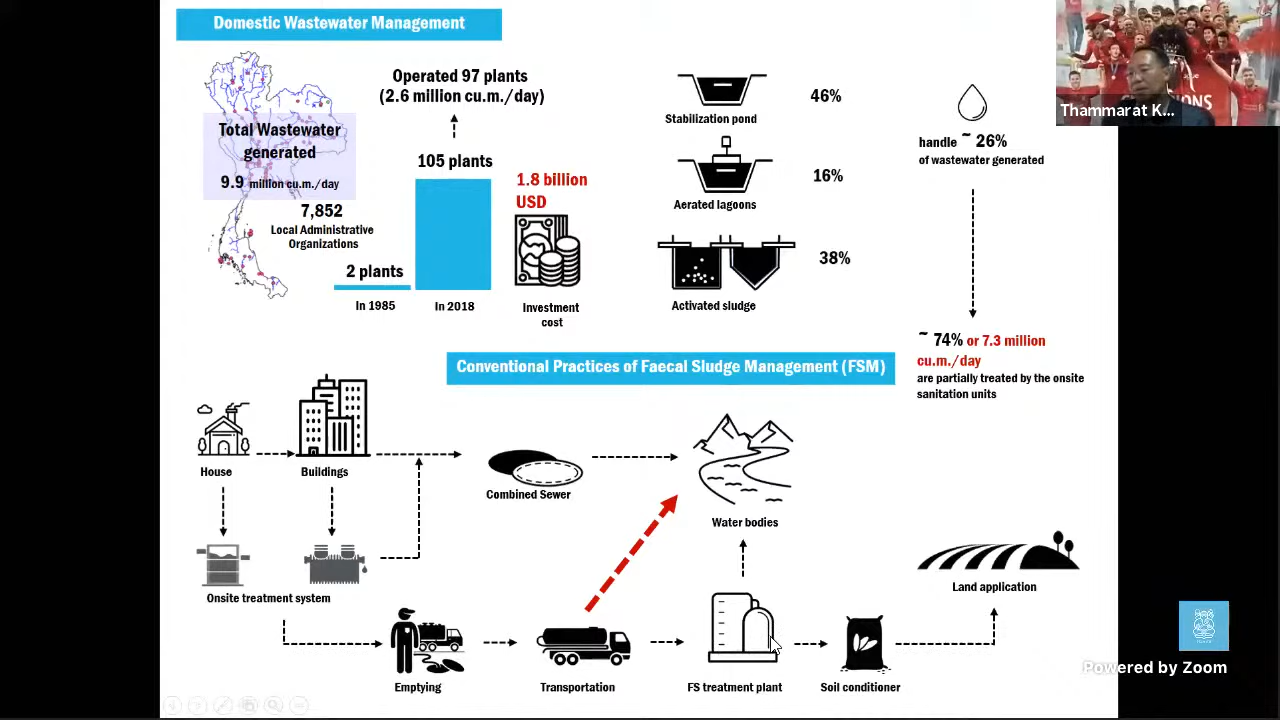 Domestic Wastewater Management
Total Wastewater
generated
9.9 million cu.m./day
7,852
Local Administrative
Organizations
Operated 97 plants
(2.6 million cu.m./day)
105 plants
2 plants
In 1985
In 2018
1.8 billion
USD
Investment
cost
Stabilization pond
46%
Aerated lagoons
16%
Activated sludge
38%
handle ~ 26%
of wastewater generated
~ 74% or 7.3 million
cu.m./day
are partially treated by the onsite
sanitation units
Thammarat K...
Conventional Practices of Faecal Sludge Management (FSM)
House
Buildings
Combined Sewer
Water bodies
Onsite treatment system
Land application
Emptying
Transportation
FS treatment plant
Soil conditioner
Powered by Zoom